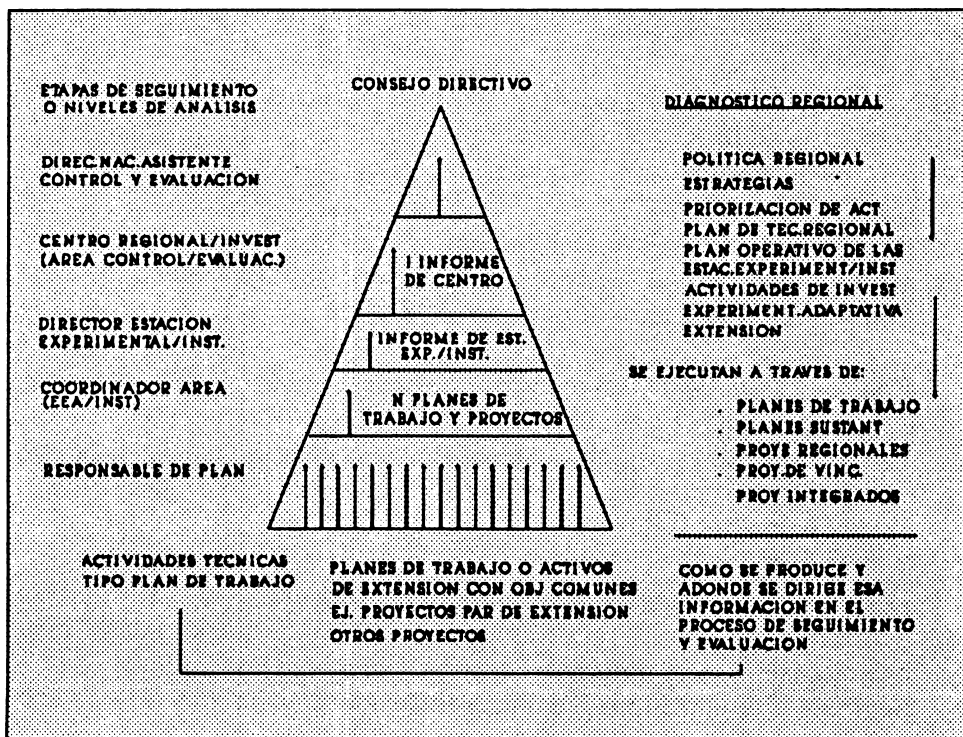 ETAPAS DE SEGUIMIENTO
O NIVELES DE ANALISIS
DIREC.NAC.ASISTENTE
CONTROL Y EVALUACION
CENTRO REGIONAL/INVEST
(AREA CONTROL/EVALUAC.)
DIRECTOR ESTACION
EXPERIMENTAL/INST.
COORDINADOR AREA
(EEA/INST)
RESPONSABLE DE PLAN
ACTIVIDADES TECNICAS
TIPO PLAN DE TRABAJO
CONSEJO DIRECTIVO
I INFORME
DE CENTRO
INFORME DE EST.
EXP./INST.
N PLANES DE
TRABAJO Y PROYECTOS
PLANES DE TRABAJO O ACTIVOS
DE EXTENSION CON OBJ COMUNES
EJ. PROYECTOS PAR DE EXTENSION
OTROS PROYECTOS
DIAGNOSTICO REGIONAL
POLITICA REGIONAL
ESTRATEGIAS
PRIORIZACION DE ACT
PLAN DE TEC.REGIONAL
PLAN OPERATIVO DE LAS
ESTAC.EXPERIMENT/INST
ACTIVIDADES DE INVEST
EXPERIMENT.ADAPTATIVA
EXTENSION
SE EJECUTAN A TRAVES DE:
. PLANES DE TRABAJO
. PLANES SUSTANT
. PROYE REGIONALES
. PROY.DE VINC.
PROY INTEGRADOS
COMO SE PRODUCE Y
ADONDE SE DIRIGE ESA
INFORMACION EN EL
PROCESO DE SEGUIMIENTO
Y EVALUACION